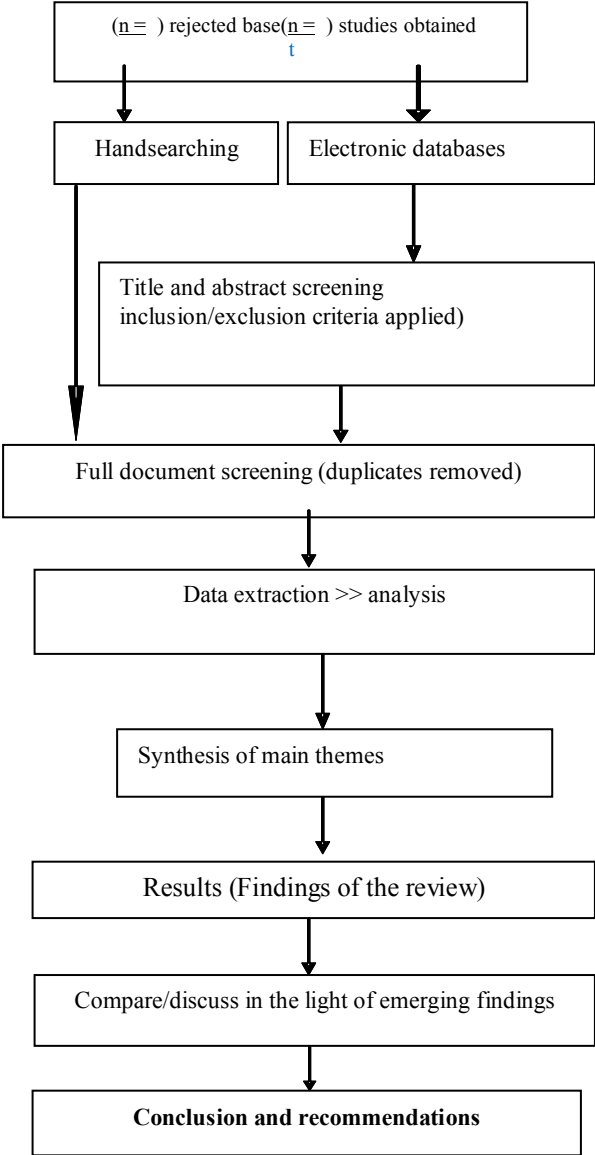 (n = ) rejected base(n = ) studies obtained
t
Handsearching
Electronic databases
Title and abstract screening
inclusion/exclusion criteria applied)
Full document screening (duplicates removed)
Data extraction >> analysis
Synthesis of main themes
Results (Findings of the review)
Compare/discuss in the light of emerging findings
Conclusion and recommendations